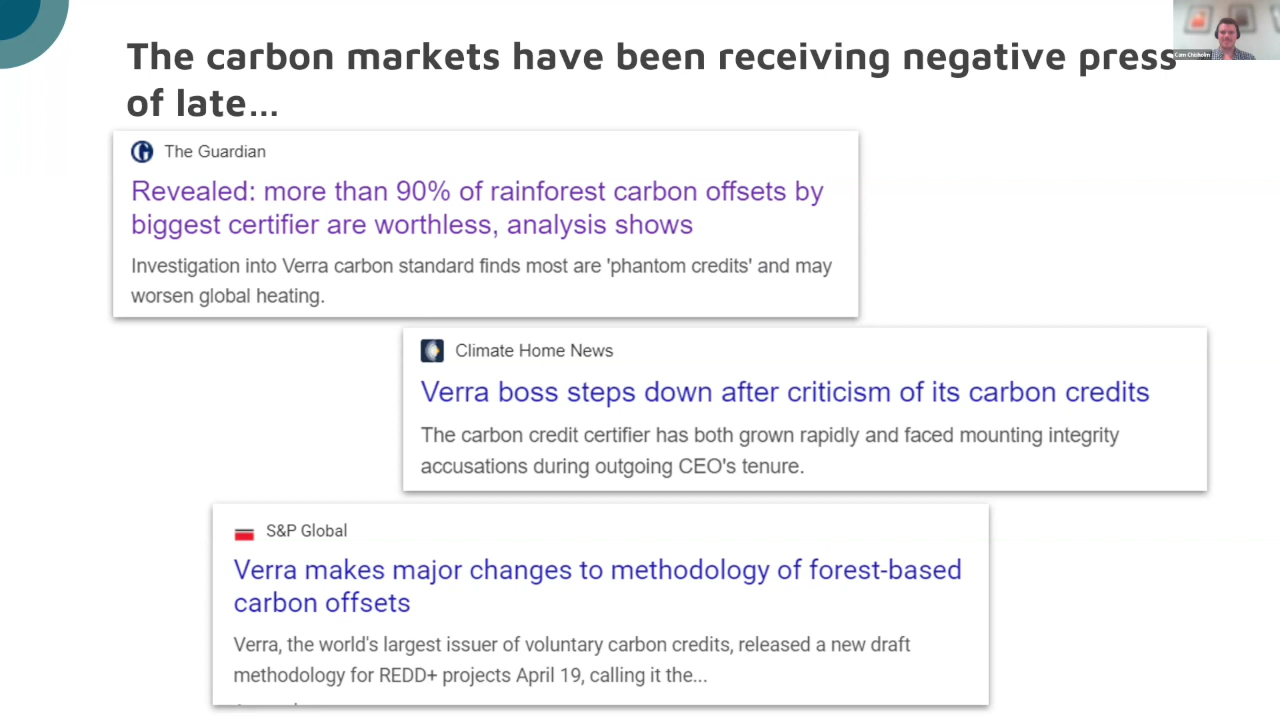 The carbon markets have been receiving negative press
of late...
Cam Chisholm
The Guardian
Revealed: more than 90% of rainforest carbon offsets by
biggest certifier are worthless, analysis shows
Investigation into Verra carbon standard finds most are 'phantom credits' and may
worsen global heating.
Climate Home News
Verra boss steps down after criticism of its carbon credits
The carbon credit certifier has both grown rapidly and faced mounting integrity
accusations during outgoing CEO's tenure.
S&P Global
Verra makes major changes to methodology of forest-based
carbon offsets
Verra, the world's largest issuer of voluntary carbon credits, released a new draft
methodology for REDD+ projects April 19, calling it the...